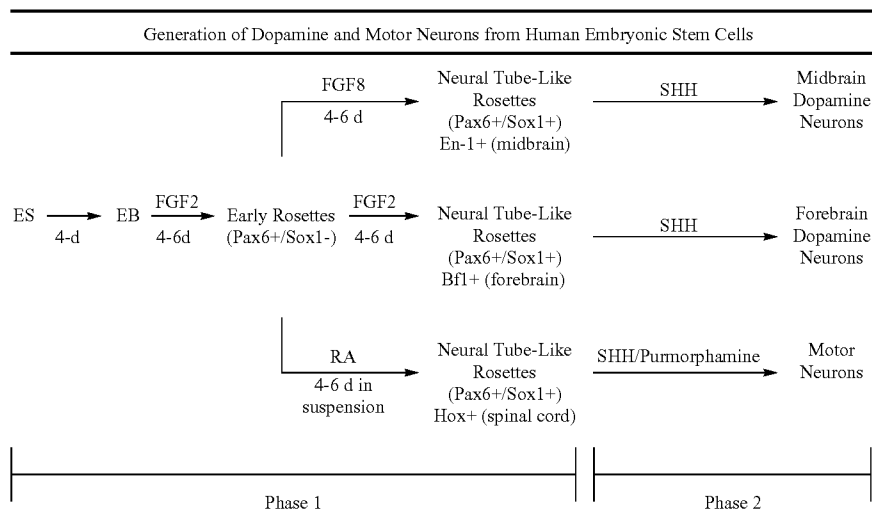 Generation of Dopamine and Motor Neurons from Human Embryonic Stem Cells
FGF8
4-6 d
Neural Tube-Like
Rosettes
(Pax6+/Sox1+)
En-1+ (midbrain)
SHH
Midbrain
Dopamine
Neurons
ES
4-d
EB
FGF2
4-6d
Early Rosettes
(Pax6+/Sox1-)
FGF2
4-6 d
Neural Tube-Like
Rosettes
(Pax6+/Sox1+)
Bf1+ (forebrain)
SHH
Forebrain
Dopamine
Neurons
RA
4-6 d in
suspension
Neural Tube-Like
Rosettes
(Pax6+/Sox1+)
Hox+ (spinal cord)
SHH/Purmorphamine
Motor
Neurons
Phase 1
Phase 2